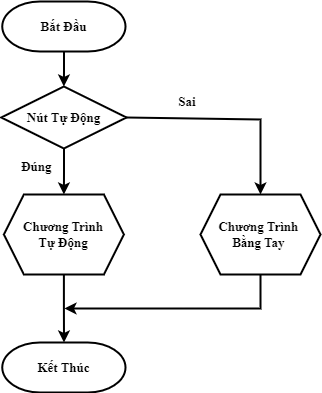 Bắt Đầu
Nút Tự Động
Sai
Đúng
Chương Trình
Tự Động
Chương Trình
Bằng Tay
Kết Thúc